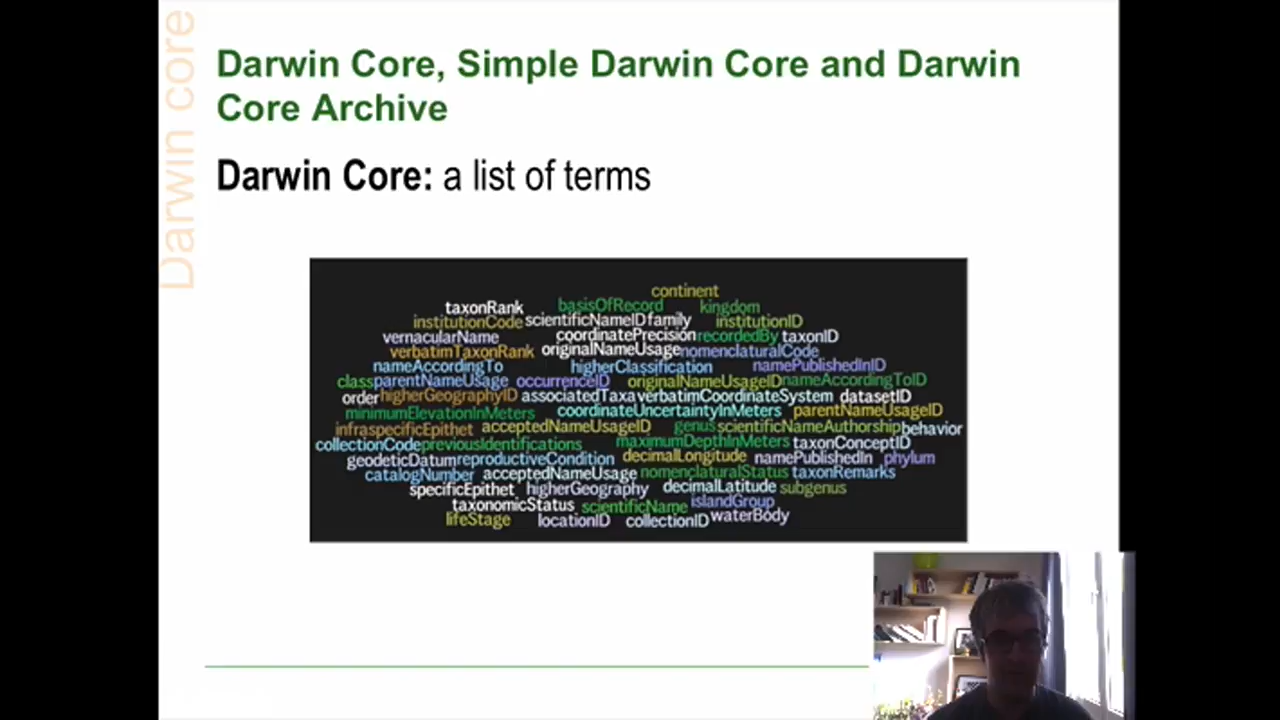 Darwin core
Darwin Core, Simple Darwin Core and Darwin
Core Archive
Darwin Core: a list of terms
continent
taxonRank basisOfRecord kingdom
institutionCode scientificNameID family institutionID
vernacularName coordinatePrecision recordedBy taxonID
verbatimTaxonRank originalNameUsage nomenclaturalCode
nameAccordingTo higherClassification namePublishedInID
class parentNameUsage occurrenceID originalNameUsageID nameAccordingToID
order higherGeographyID associatedTaxa verbatimCoordinateSystem datasetID
minimumElevationInMeters coordinateUncertaintyInMeters parentNameUsageID
infraspecificEpithet acceptedNameUsageID genus scientificNameAuthorship behavior
collectionCode previousIdentifications maximumDepthInMeters taxonConceptID
geodeticDatum reproductiveCondition decimalLongitude namePublishedIn phylum
catalogNumber acceptedNameUsage nomenclaturalStatus taxonRemarks
specificEpithet higherGeography decimalLatitude subgenus
taxonomicStatus scientificName islandGroup
lifeStage locationID collectionID waterBody